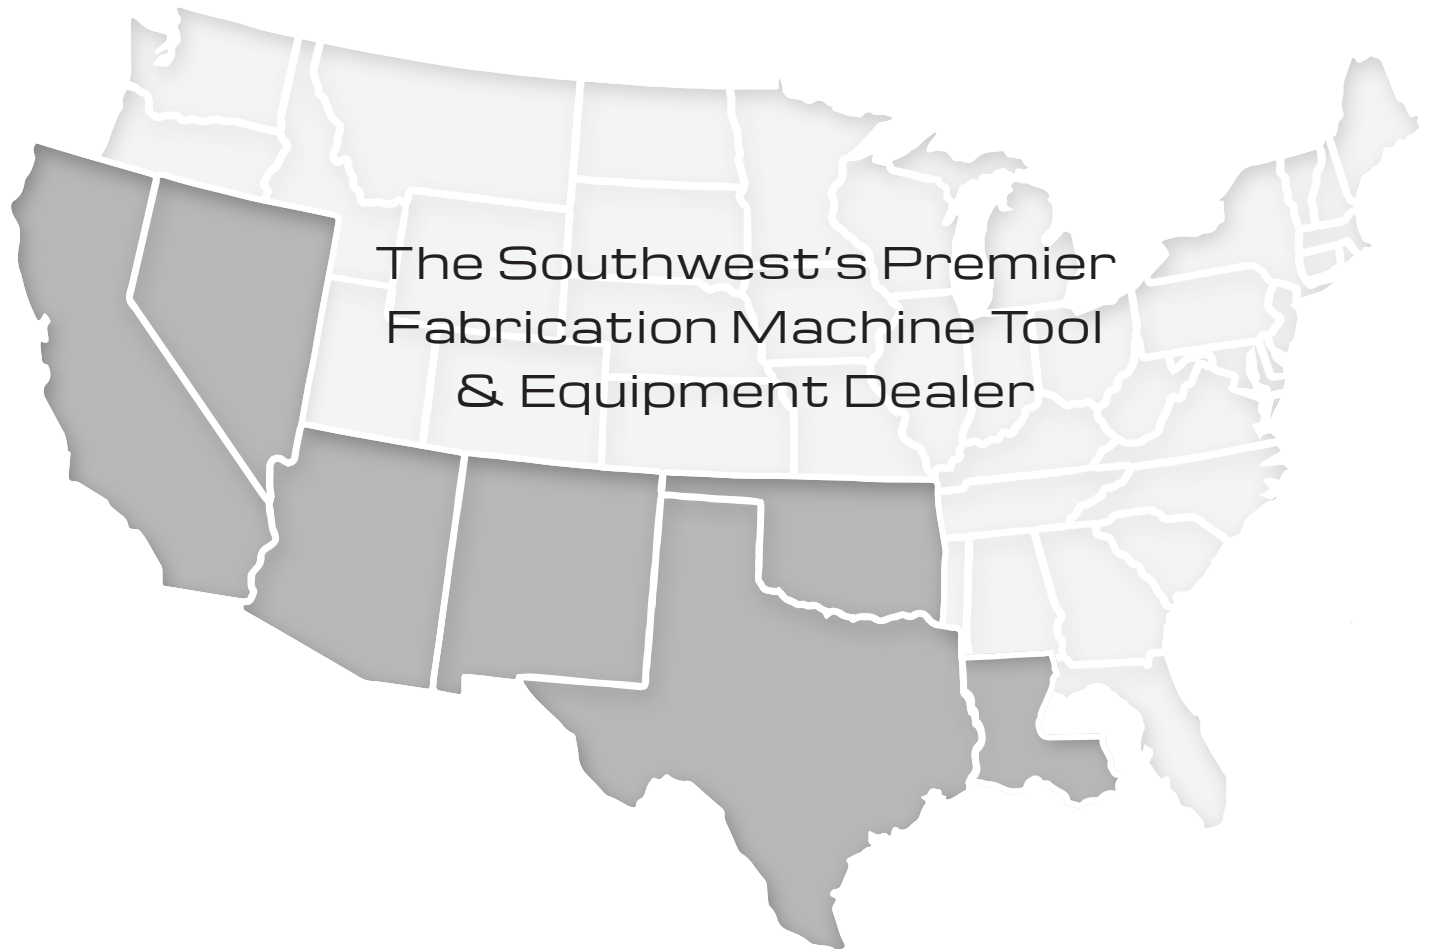 The Southwest's Premier
Fabrication Machine Tool
& Equipment Dealer